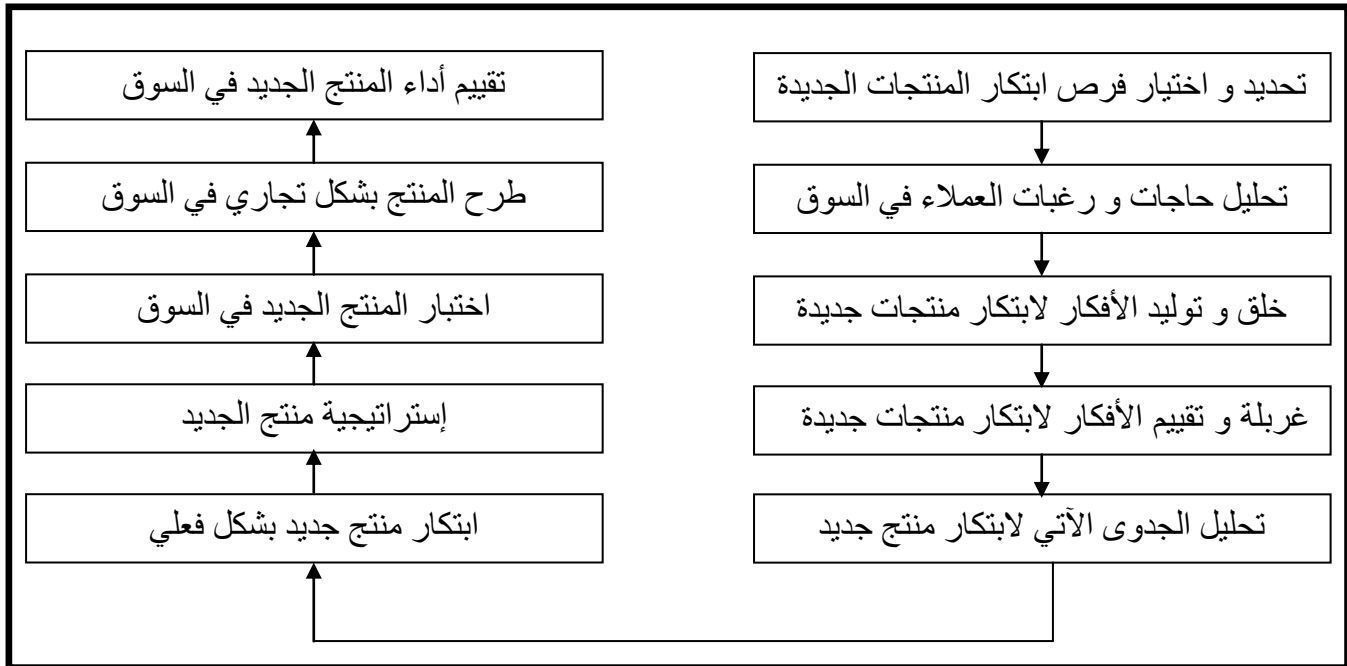 تحديد و اختيار فرص ابتكار المنتجات الجديدة
تحليل حاجات و رغبات العملاء في السوق
خلق و توليد الأفكار لابتكار منتجات جديدة
غربلة و تقييم الأفكار لابتكار منتجات جديدة
تحليل الجدوى الآتي لابتكار منتج جديد
ابتكار منتج جديد بشكل فعلي
إستراتيجية منتج الجديد
اختبار المنتج الجديد في السوق
طرح المنتج بشكل تجاري في السوق
تقييم أداء المنتج الجديد في السوق